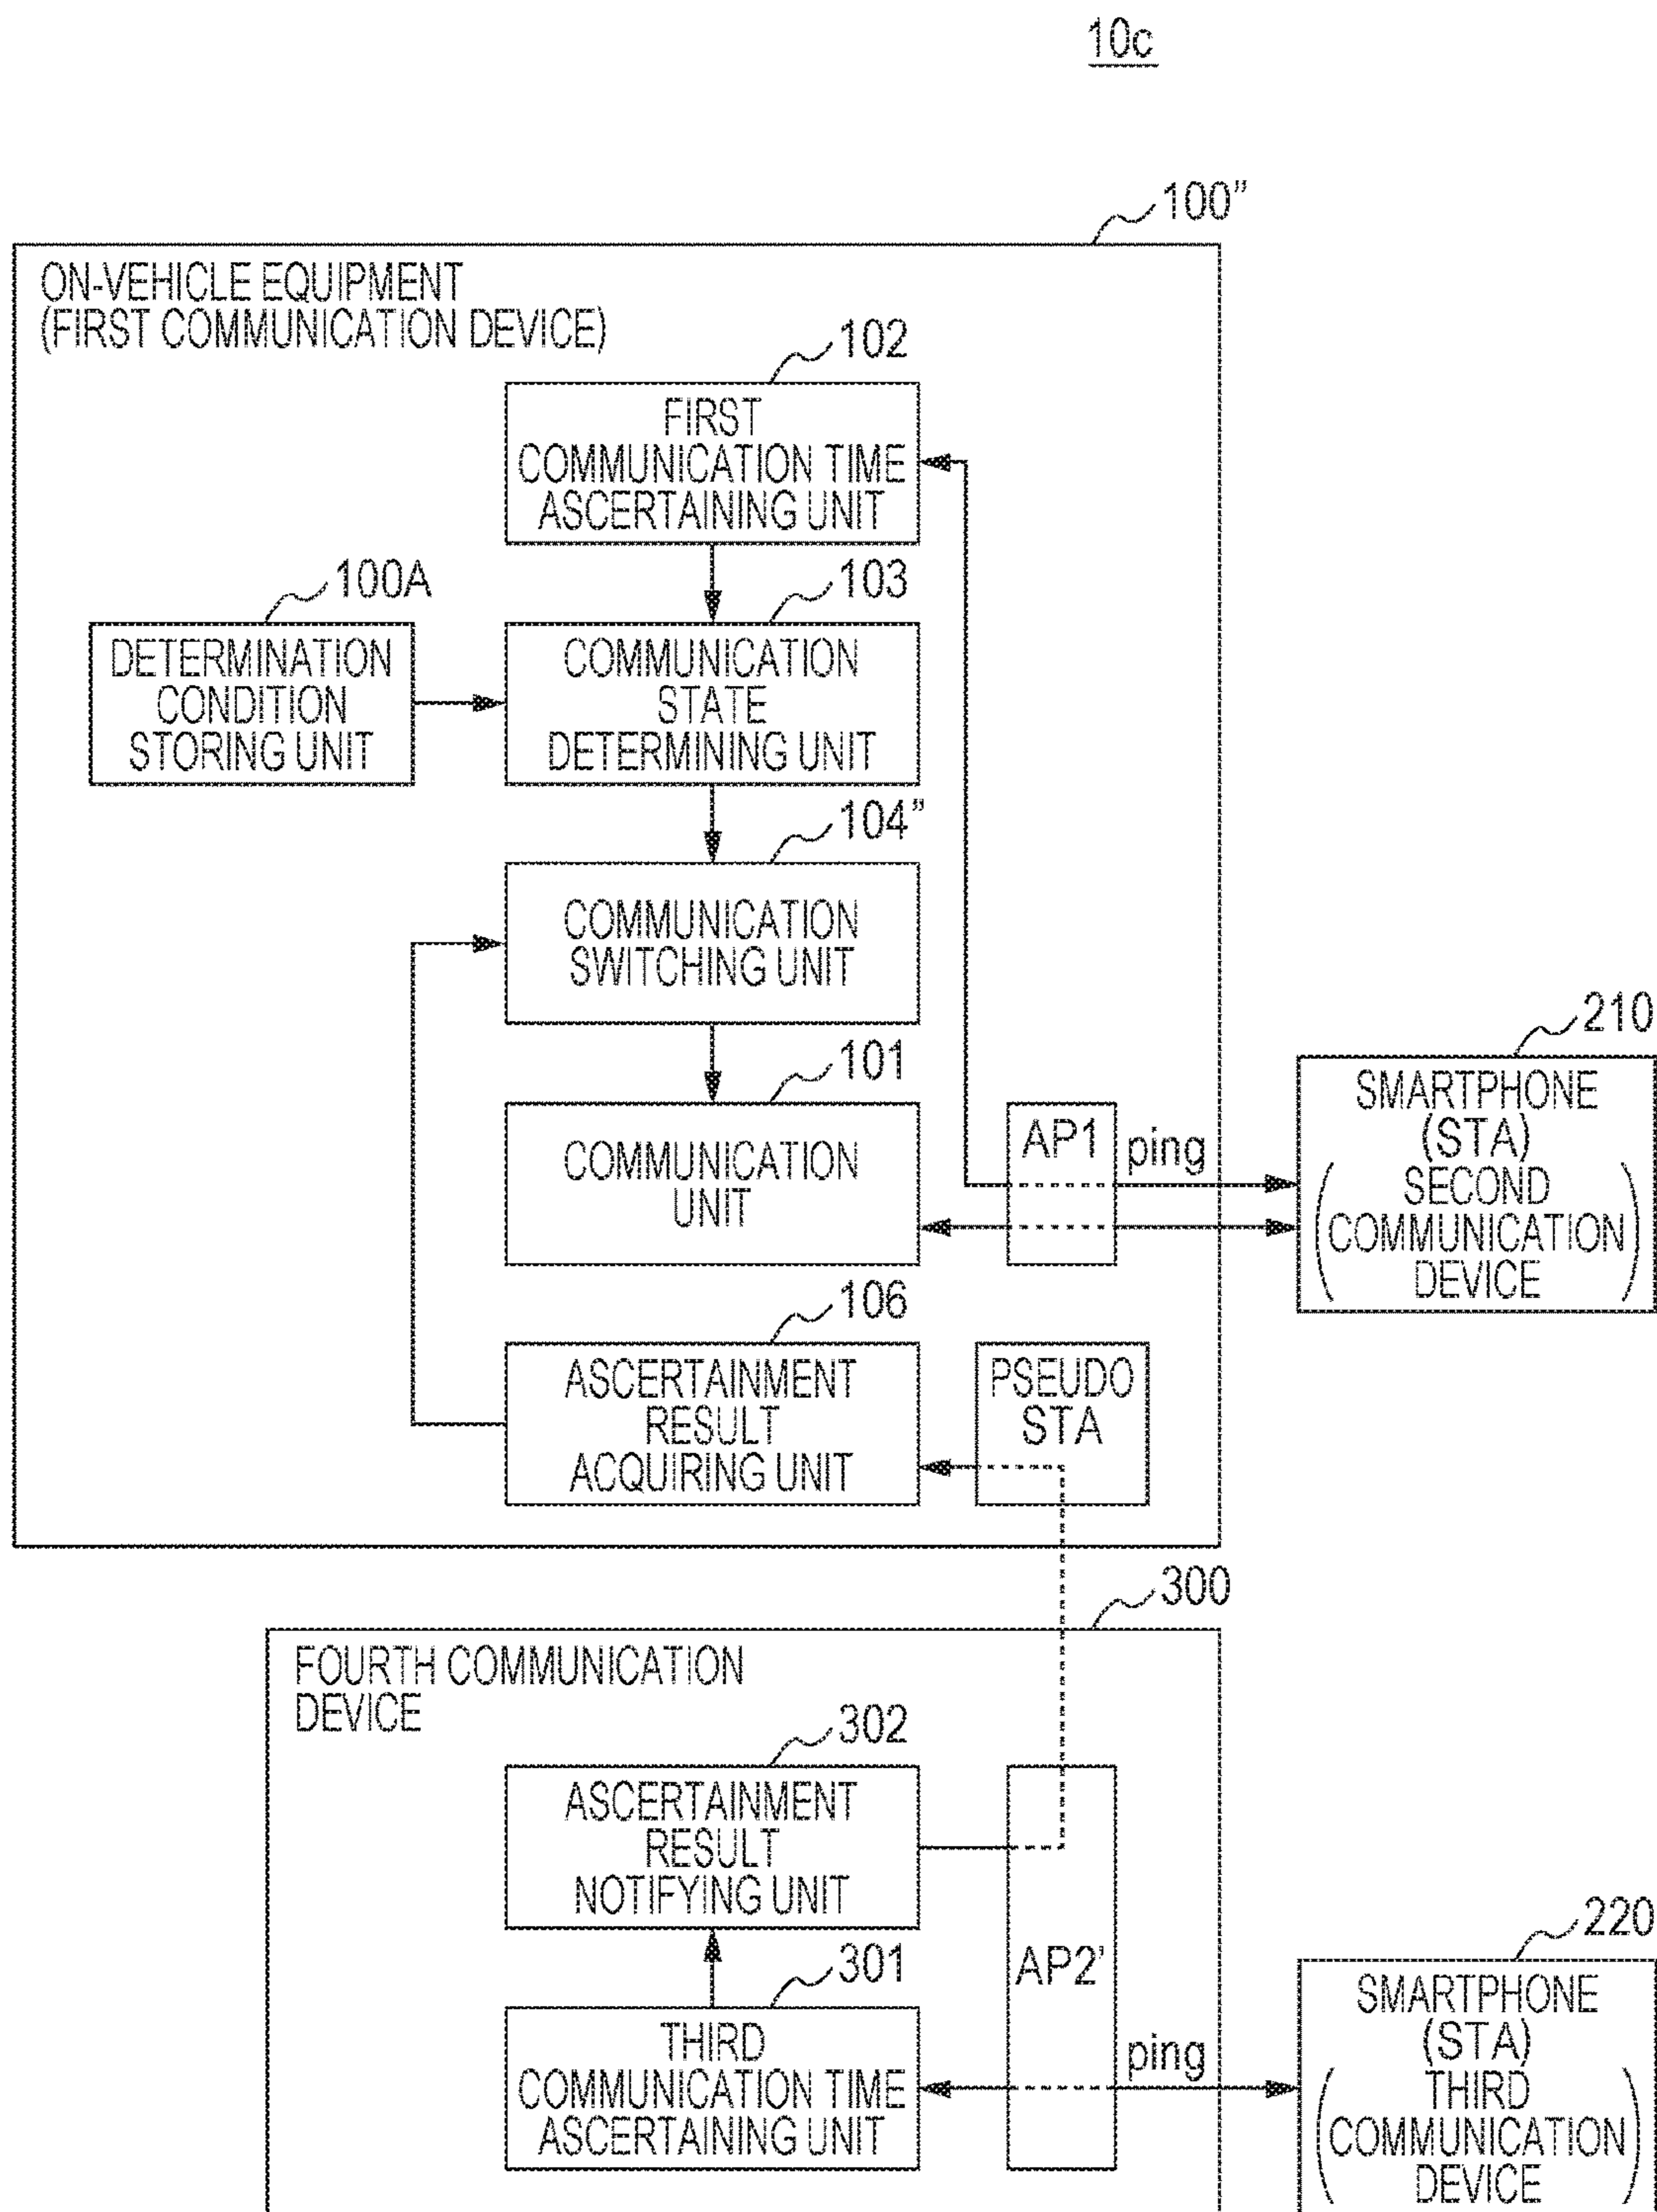 10c
100”
ON-VEHICLE EQUIPMENT
(FIRST COMMUNICATION DEVICE)
102
FIRST
COMMUNICATION TIME
ASCERTAINING UNIT
100A
DETERMINATION
CONDITION
STORING UNIT
103
COMMUNICATION
STATE
DETERMINING UNIT
104”
COMMUNICATION
SWITCHING UNIT
101
COMMUNICATION
UNIT
AP1
ping
210
SMARTPHONE
(STA)
(SECOND
COMMUNICATION
DEVICE)
106
ASCERTAINMENT
RESULT
ACQUIRING UNIT
PSEUDO
STA
300
FOURTH COMMUNICATION
DEVICE
302
ASCERTAINMENT
RESULT
NOTIFYING UNIT
301
THIRD
COMMUNICATION TIME
ASCERTAINING UNIT
AP2’
ping
220
SMARTPHONE
(STA)
(THIRD
COMMUNICATION
DEVICE)